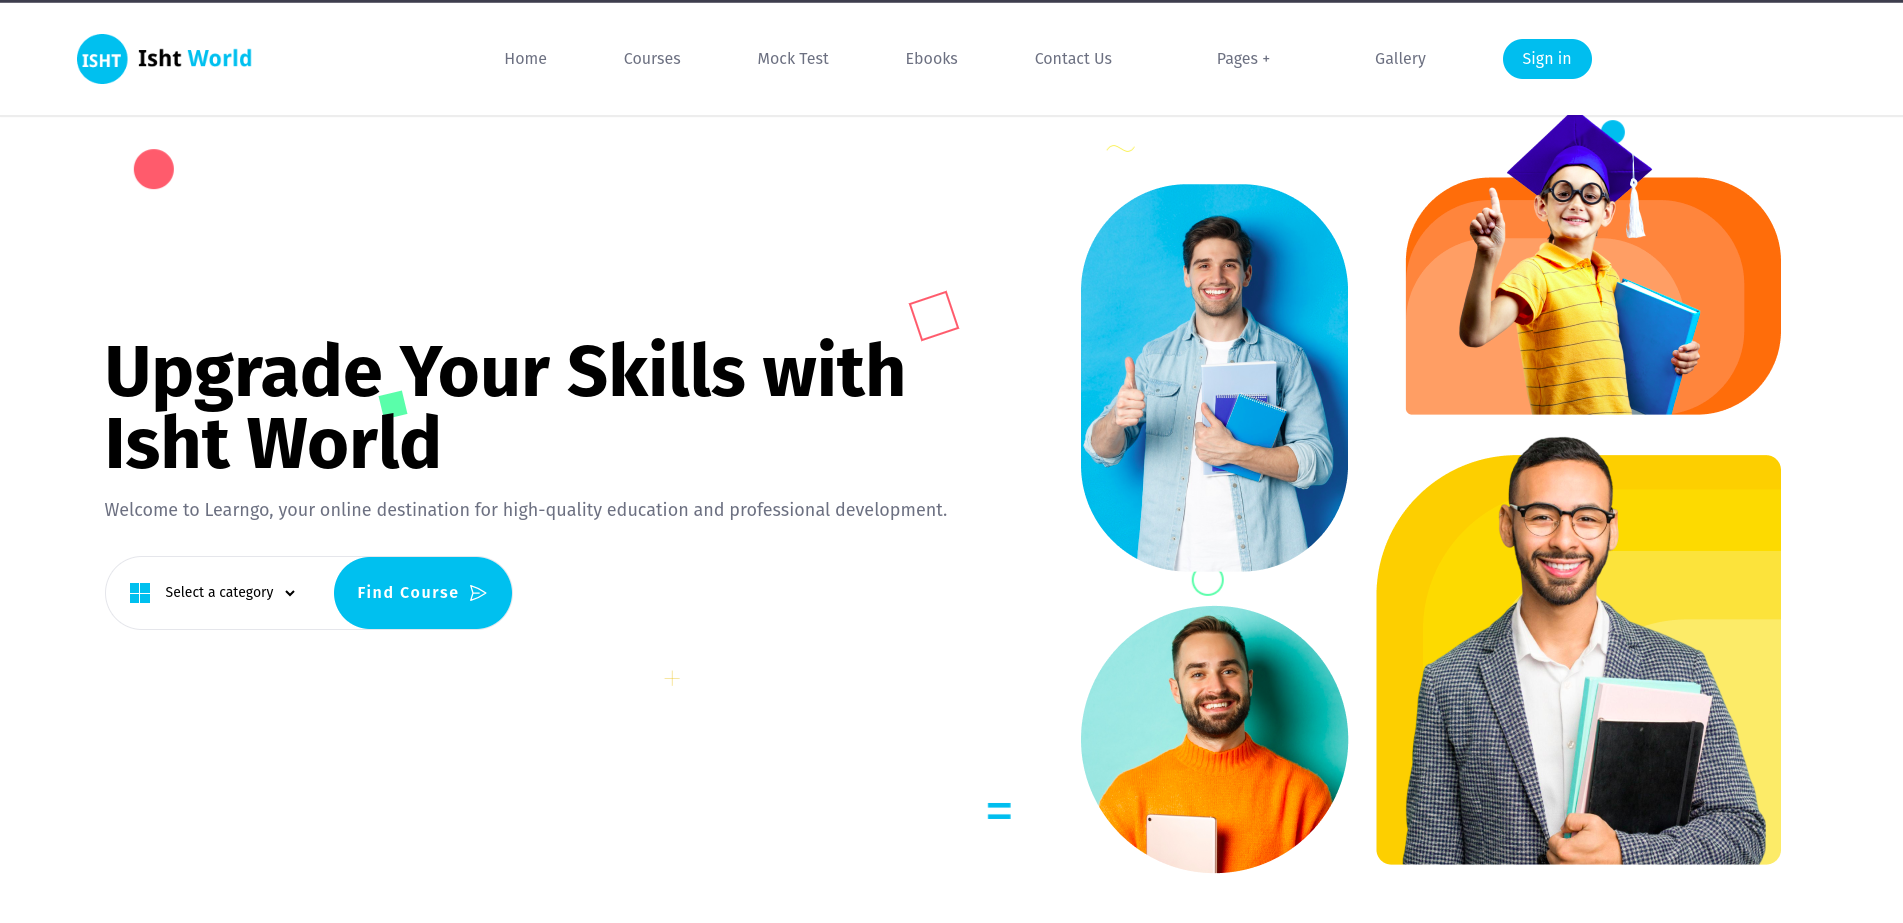 ISHT Isht World
Home Courses Mock Test Ebooks Contact Us Pages + Gallery Sign in
Upgrade Your Skills with
Isht World
Welcome to Learngo, your online destination for high-quality education and professional development.
Select a category Find Course
=